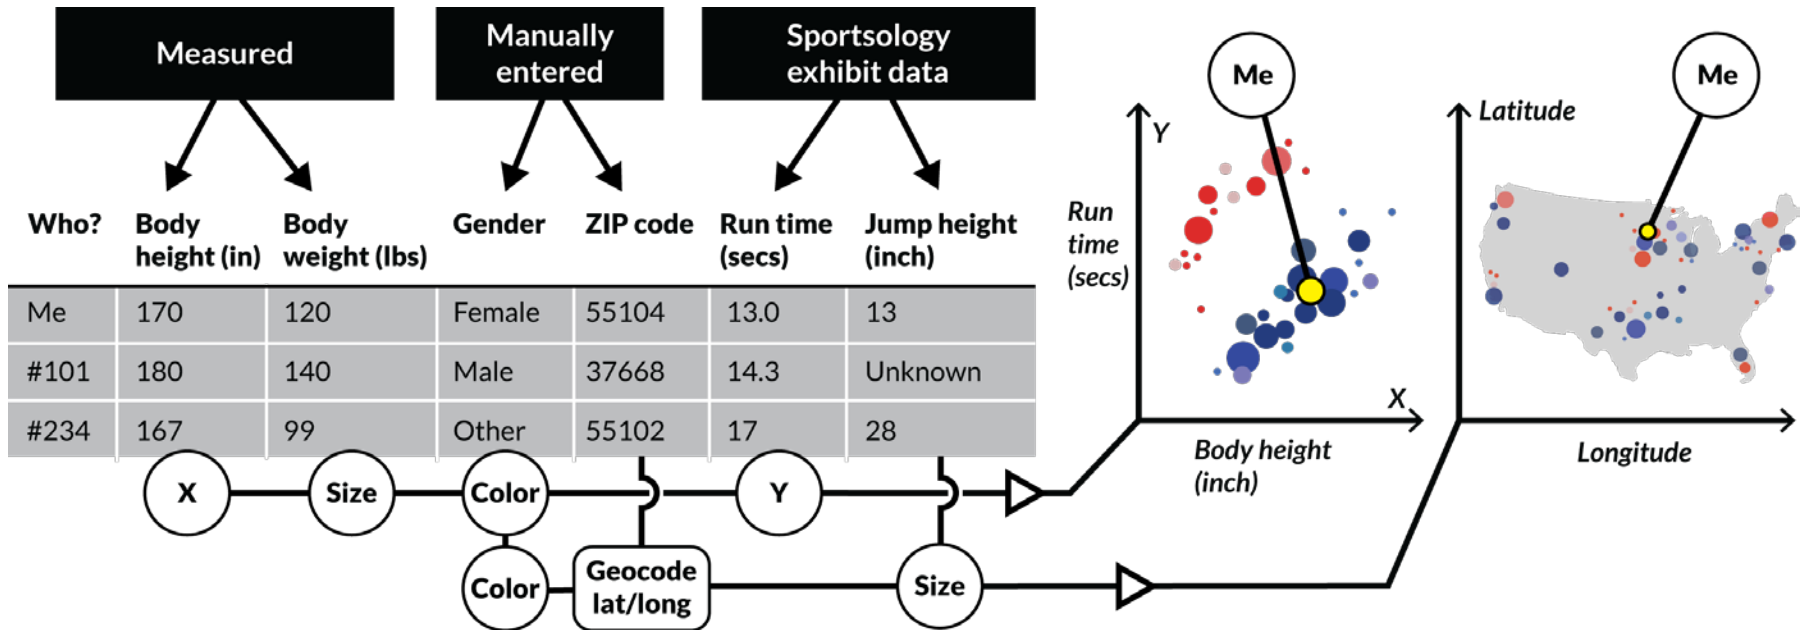 Measured
Manually
entered
Sportsology
exhibit data
Who?
Body
height (in)
Body
weight (lbs)
Gender
ZIP code
Run time
(secs)
Jump height
(inch)
Me 170 120 Female 55104 13.0 13
#101 180 140 Male 37668 14.3 Unknown
#234 167 99 Other 55102 17 28
X
Size
Color
Y
Color
Geocode
lat/long
Size
Me
Y
Run
time
(secs)
X
Body height
(inch)
Me
Latitude
Longitude